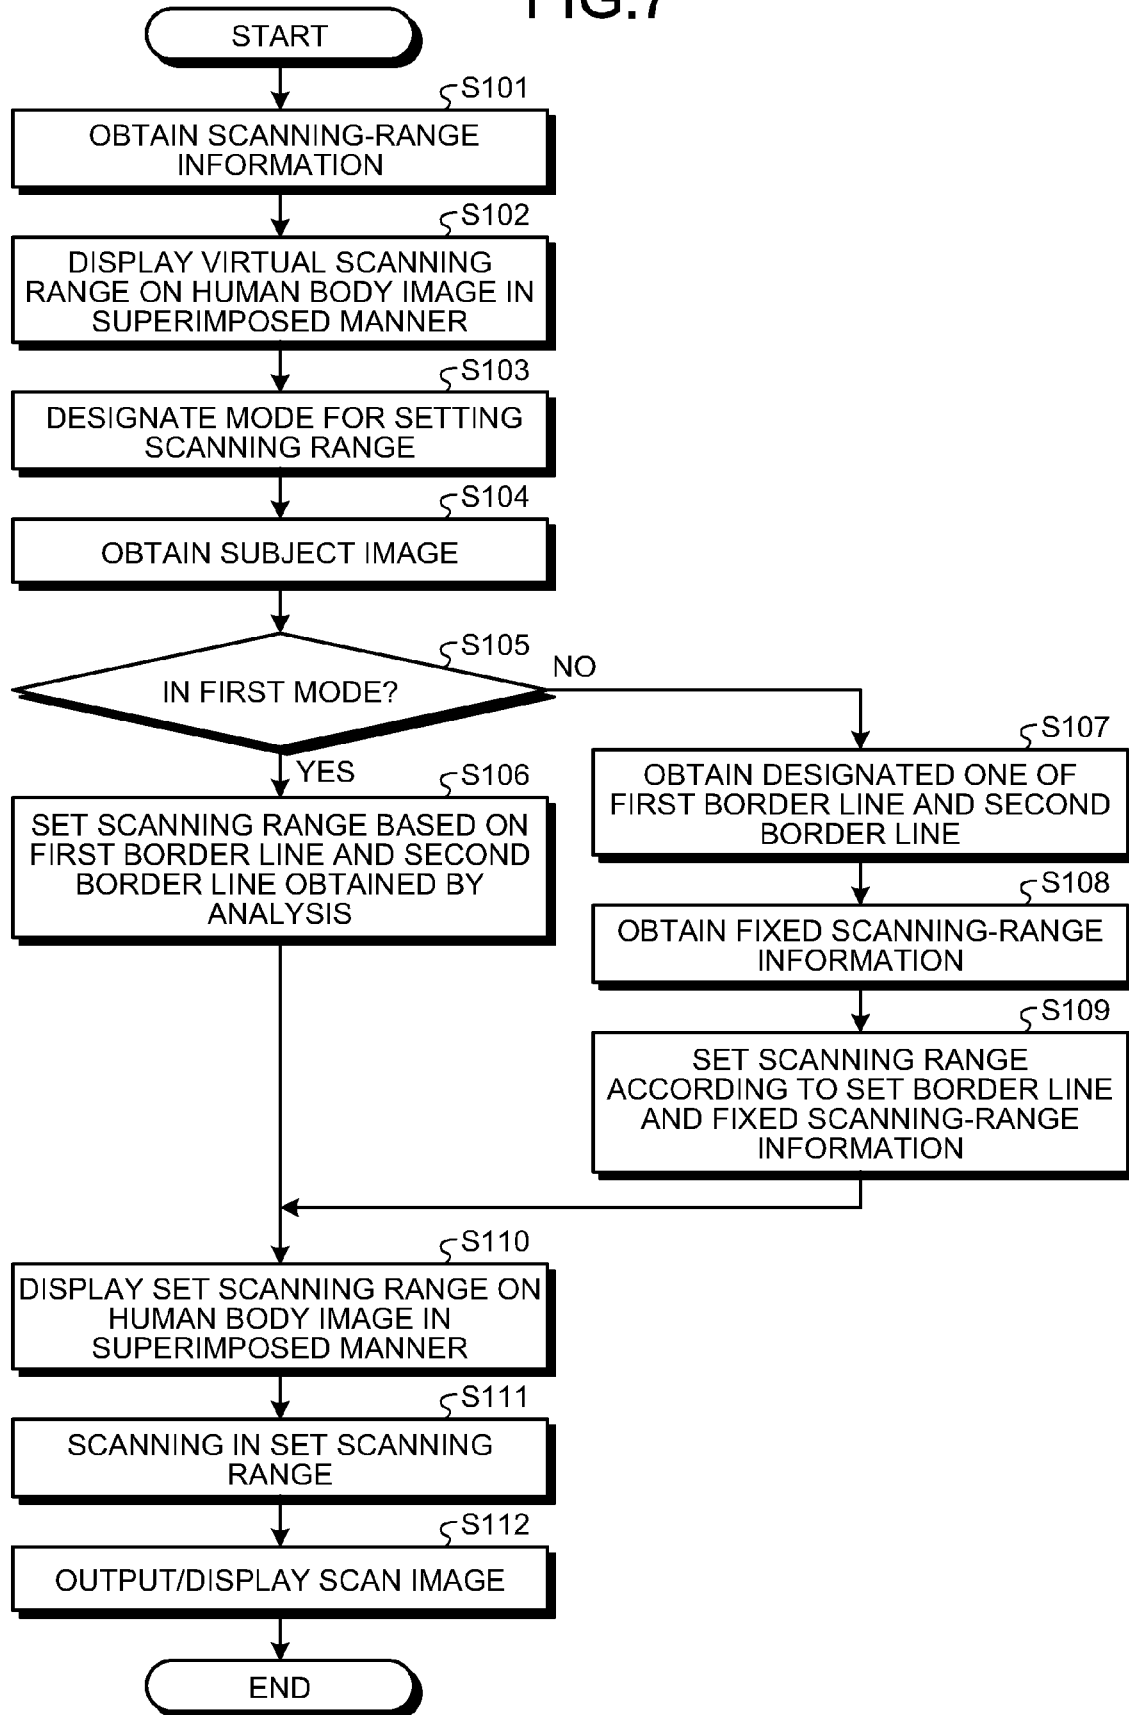 FIG.7
START
S101
OBTAIN SCANNING-RANGE
INFORMATION
S102
DISPLAY VIRTUAL SCANNING
RANGE ON HUMAN BODY IMAGE IN
SUPERIMPOSED MANNER
S103
DESIGNATE MODE FOR SETTING
SCANNING RANGE
S104
OBTAIN SUBJECT IMAGE
S105
IN FIRST MODE?
NO
YES
S106
SET SCANNING RANGE BASED ON
FIRST BORDER LINE AND SECOND
BORDER LINE OBTAINED BY
ANALYSIS
S107
OBTAIN DESIGNATED ONE OF
FIRST BORDER LINE AND SECOND
BORDER LINE
S108
OBTAIN FIXED SCANNING-RANGE
INFORMATION
S109
SET SCANNING RANGE
ACCORDING TO SET BORDER LINE
AND FIXED SCANNING-RANGE
INFORMATION
S110
DISPLAY SET SCANNING RANGE ON
HUMAN BODY IMAGE IN
SUPERIMPOSED MANNER
S111
SCANNING IN SET SCANNING
RANGE
S112
OUTPUT/DISPLAY SCAN IMAGE
END